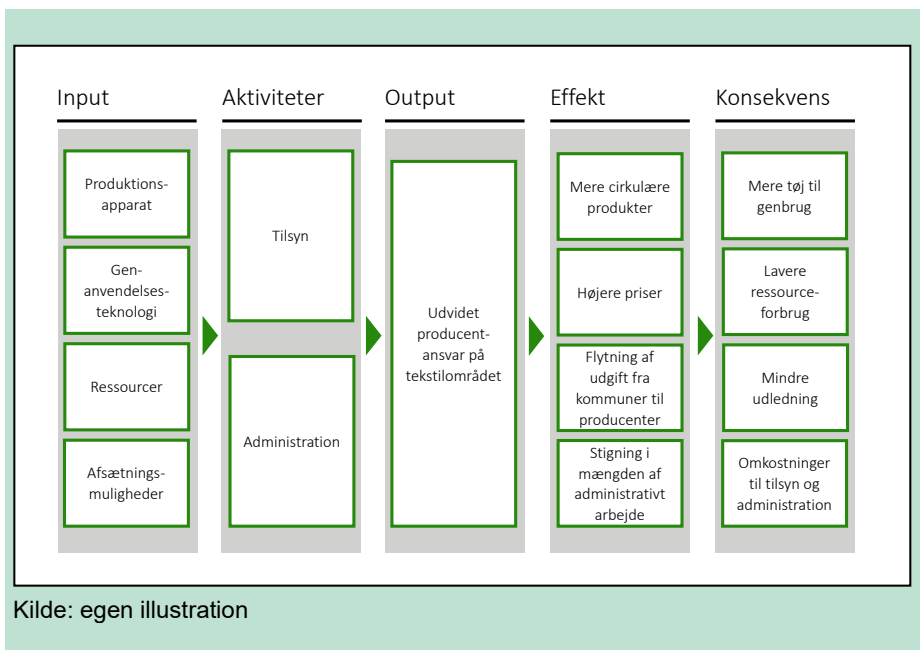 Input
Aktiviteter
Output
Effekt
Konsekvens
Produktions-
apparat
Gen-
anvendelses-
teknologi
Ressourcer
Afsætnings-
muligheder
Tilsyn
Administration
Udvidet
producent-
ansvar på
tekstilområdet
Mere cirkulære
produkter
Højere priser
Flytning af
udgift fra
kommuner til
producenter
Stigning i
mængden af
administrativt
arbejde
Mere tøj til
genbrug
Lavere
ressource-
forbrug
Mindre
udledning
Omkostninger
til tilsyn og
administration
Kilde: egen illustration